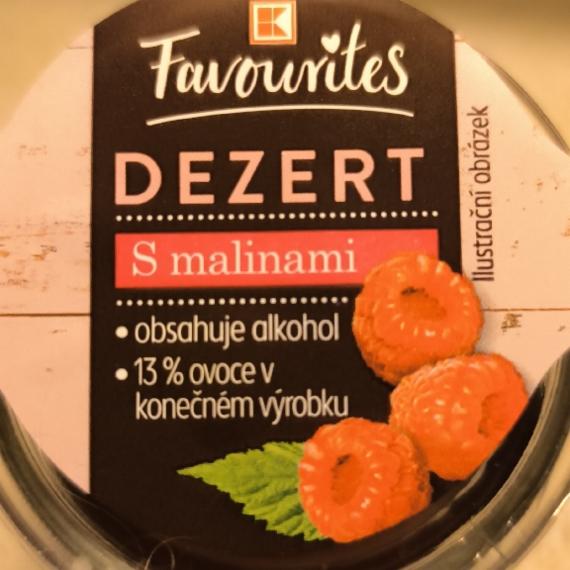 K
Favourites
DEZERT
S malinami
• obsahuje alkohol
• 13 % ovoce v
konečném výrobku
Ilustrační obrázek